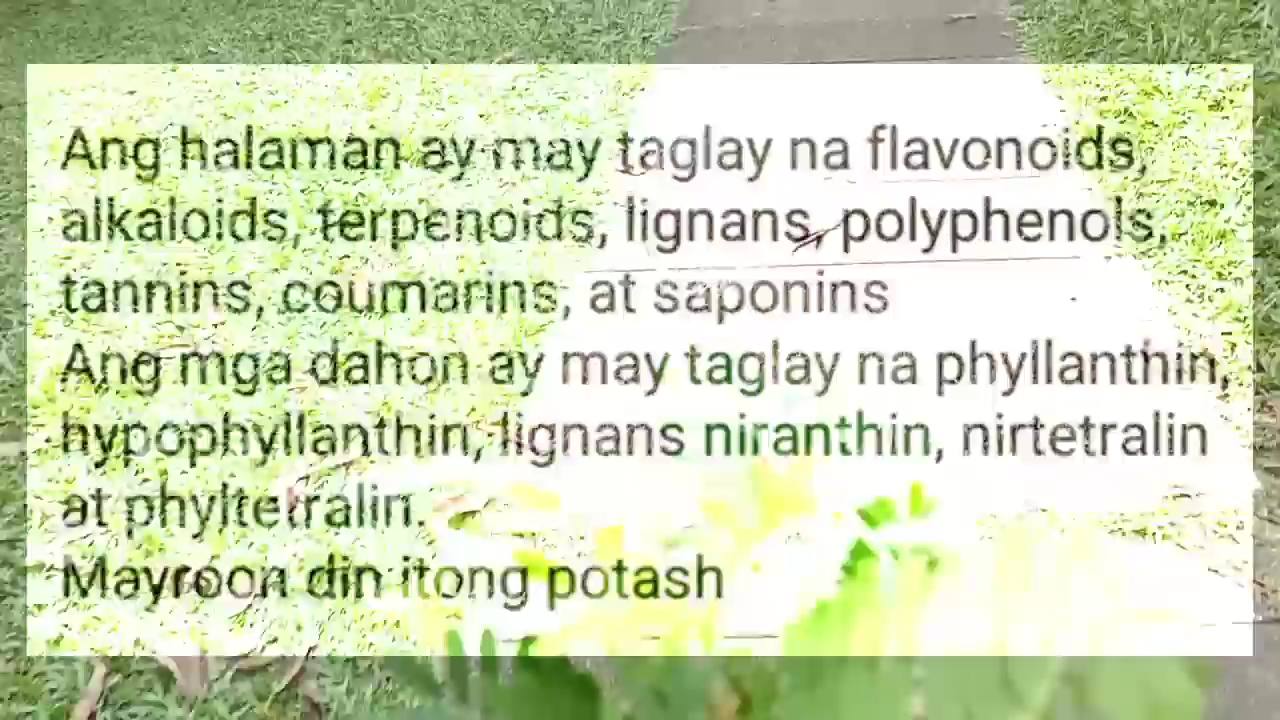 Ang halaman ay may taglay na flavonoids,
alkaloids, terpenoids, lignans, polyphenols,
tannins, coumarins, at saponins
Ang mga dahon ay may taglay na phyllanthin,
hypophyllanthin, lignans niranthin, nirtetralin
at phyltetralin.
Mayroon din itong potash